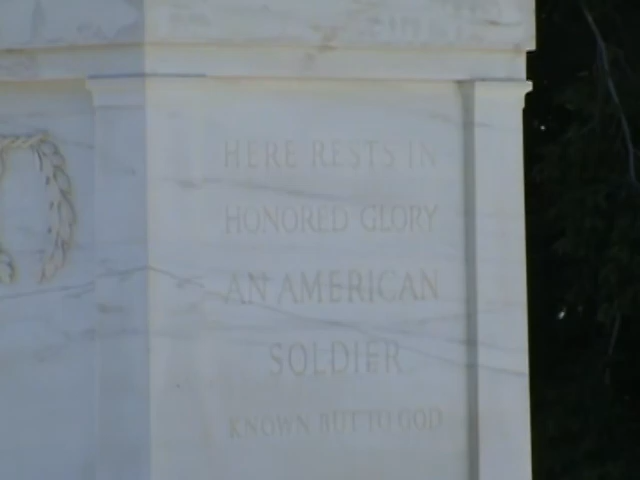 HERE RESTS IN
HONORED GLORY
AN AMERICAN
SOLDIER
KNOWN BUT TO GOD